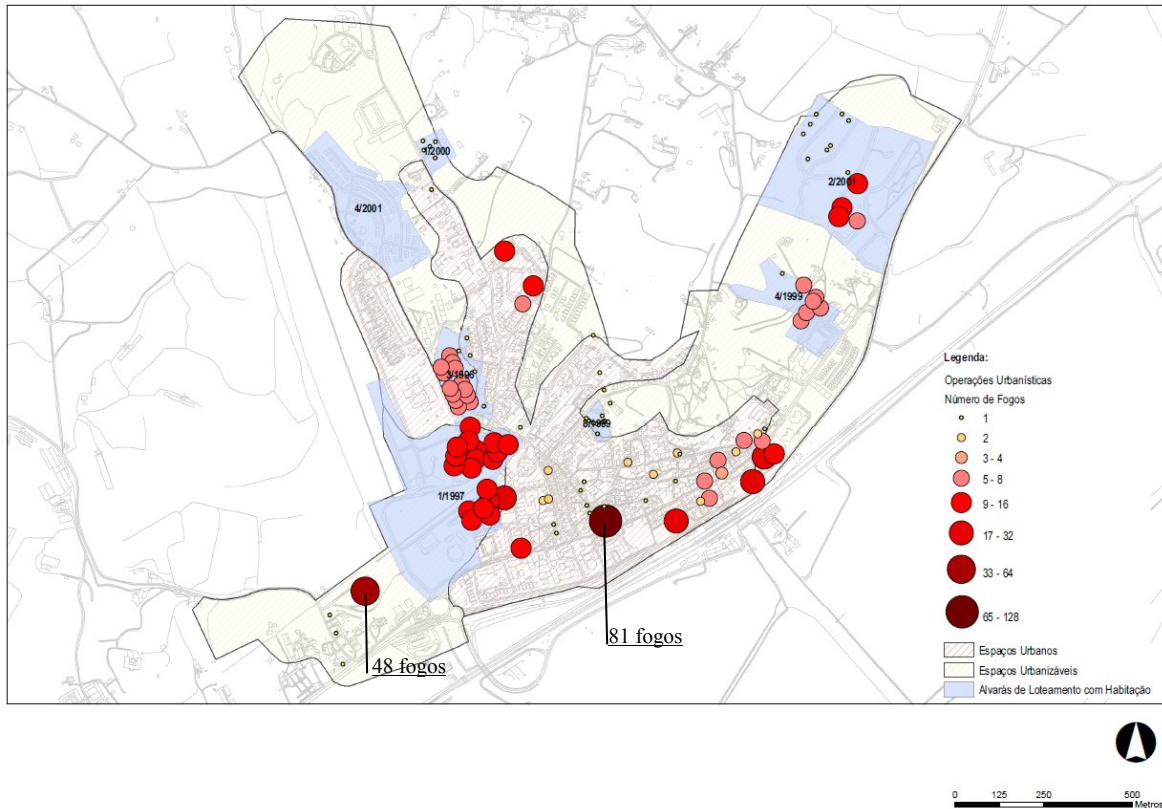 1/2000
4/2001
2/2001
4/1999
1/1997
48 fogos
81 fogos
Legenda:
Operações Urbanísticas
Número de Fogos
1
2
3 - 4
5 - 8
9 - 16
17 - 32
33 - 64
65 - 128
Espaços Urbanos
Espaços Urbanizáveis
Alvarás de Loteamento com Habitação
0 125 250 500
Metros